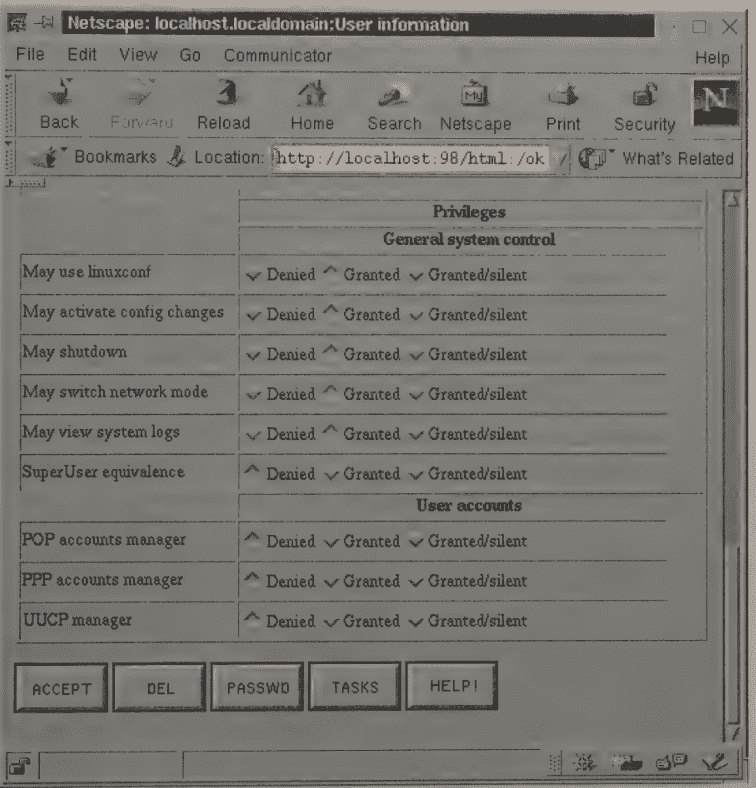 Netscape: localhost.localdomain:User information
File Edit View Go Communicator Help
Back Forward Reload Home Search Netscape Print Security
My
N
Bookmarks Location: http://localhost:98/html:/ok What's Related
Privileges
General system control
May use linuxconf Denied Granted Granted/silent
May activate config changes Denied Granted Granted/silent
May shutdown Denied Granted Granted/silent
May switch network mode Denied Granted Granted/silent
May view system logs Denied Granted Granted/silent
SuperUser equivalence Denied Granted Granted/silent
User accounts
POP accounts manager Denied Granted Granted/silent
PPP accounts manager Denied Granted Granted/silent
UUCP manager Denied Granted Granted/silent
ACCEPT DEL PASSWD TASKS HELP!